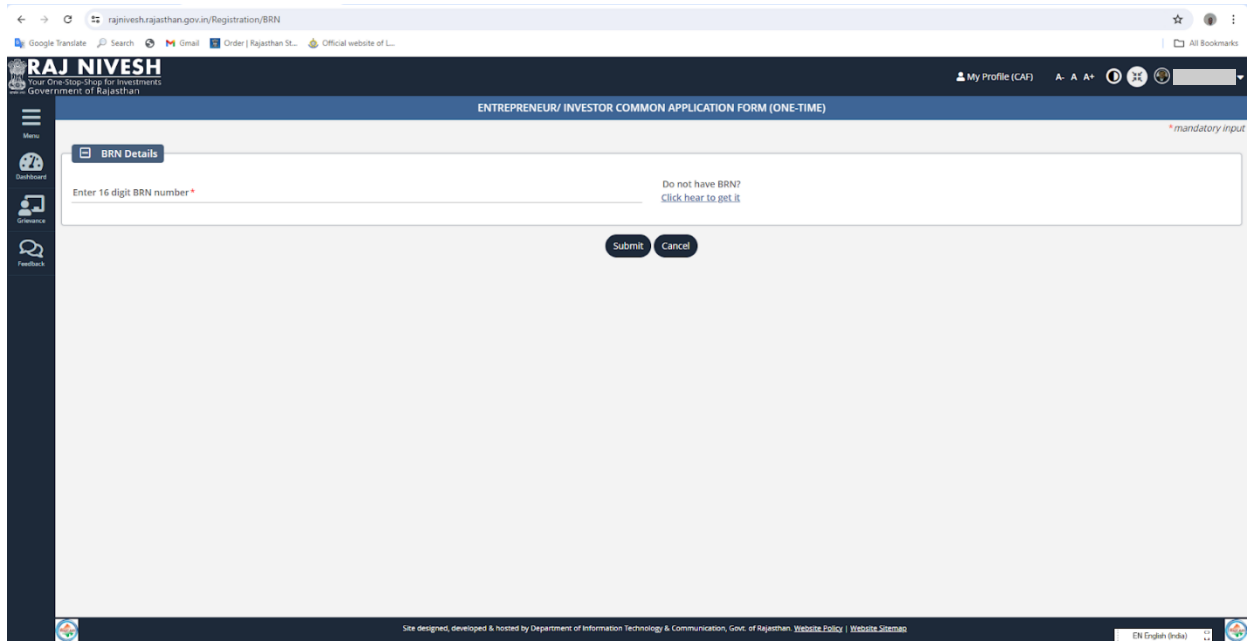 rajnivesh.rajasthan.gov.in/Registration/BRN
Google Translate Search Gmail Order | Rajasthan St... Official website of L... All Bookmarks
RAJ NIVESH
Your One-Stop-Shop for Investments
Government of Rajasthan
My Profile (CAF) A- A A+
ENTREPRENEUR/ INVESTOR COMMON APPLICATION FORM (ONE-TIME)
*mandatory input
Menu
Dashboard
Grievance
Feedback
BRN Details
Enter 16 digit BRN number*
Do not have BRN?
Click hear to get it
Submit Cancel
Site designed, developed & hosted by Department of Information Technology & Communication, Govt. of Rajasthan. Website Policy | Website Sitemap
EN English (India)